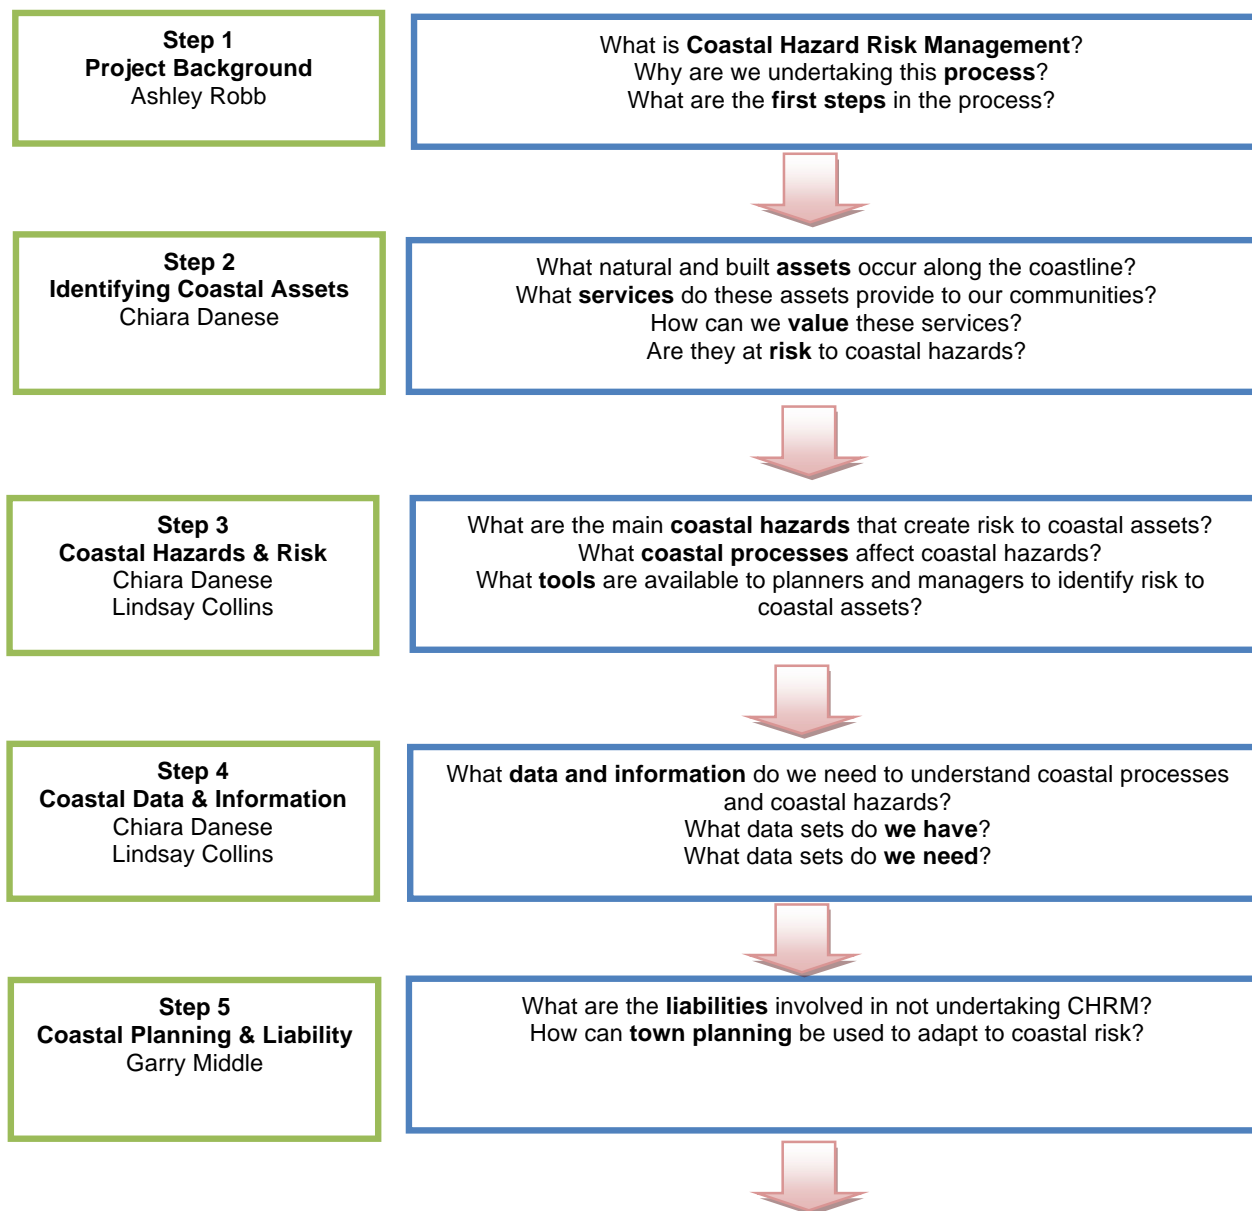 Step 1
Project Background
Ashley Robb
What is Coastal Hazard Risk Management?
Why are we undertaking this process?
What are the first steps in the process?
Step 2
Identifying Coastal Assets
Chiara Danese
What natural and built assets occur along the coastline?
What services do these assets provide to our communities?
How can we value these services?
Are they at risk to coastal hazards?
Step 3
Coastal Hazards & Risk
Chiara Danese
Lindsay Collins
What are the main coastal hazards that create risk to coastal assets?
What coastal processes affect coastal hazards?
What tools are available to planners and managers to identify risk to
coastal assets?
Step 4
Coastal Data & Information
Chiara Danese
Lindsay Collins
What data and information do we need to understand coastal processes
and coastal hazards?
What data sets do we have?
What data sets do we need?
Step 5
Coastal Planning & Liability
Garry Middle
What are the liabilities involved in not undertaking CHRM?
How can town planning be used to adapt to coastal risk?